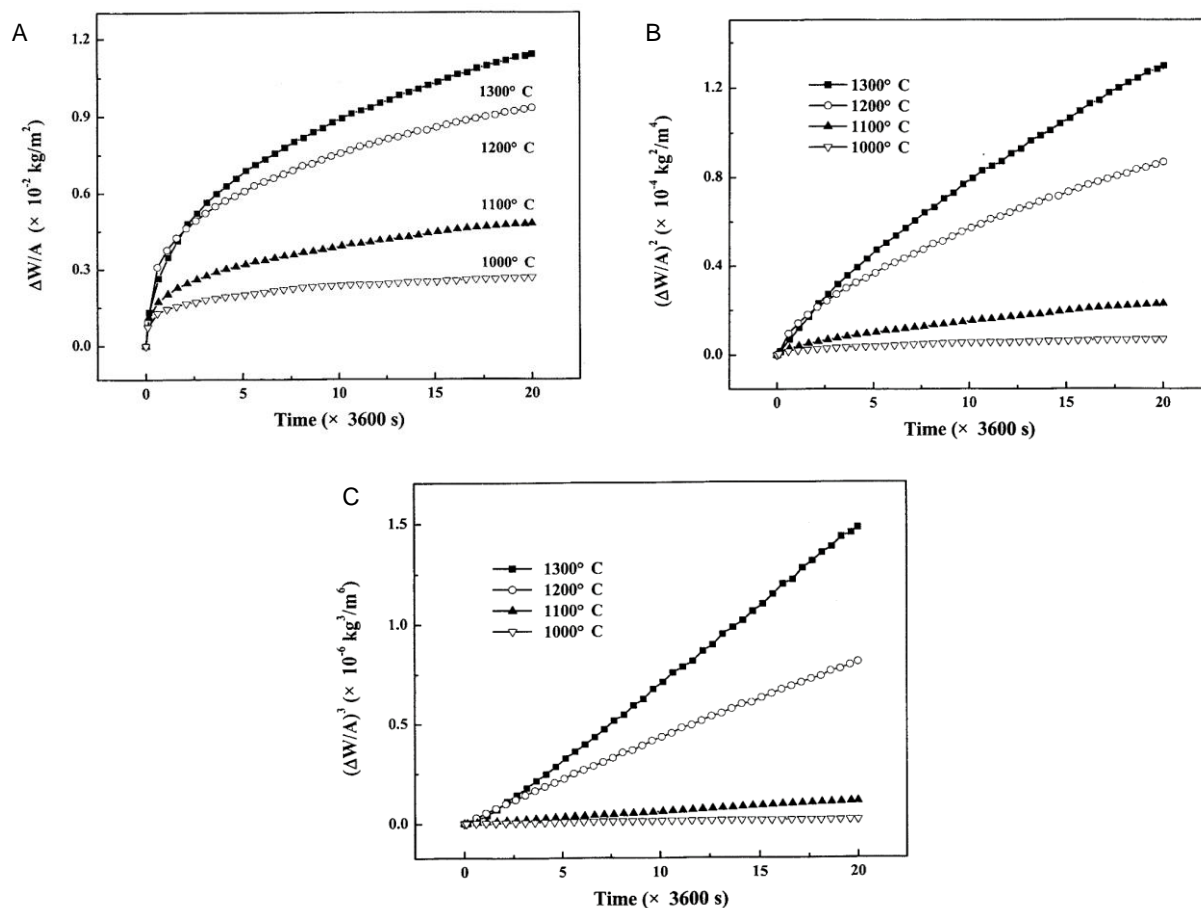 A
ΔW/A (× 10⁻² kg/m²)
1.2
0.9
0.6
0.3
0.0
1300° C
1200° C
1100° C
1000° C
0 5 10 15 20
Time (× 3600 s)
B
(ΔW/A)² (× 10⁻⁴ kg²/m⁴)
1.2
0.8
0.4
0.0
1300° C
1200° C
1100° C
1000° C
0 5 10 15 20
Time (× 3600 s)
C
(ΔW/A)³ (× 10⁻⁶ kg³/m⁶)
1.5
1.0
0.5
0.0
1300° C
1200° C
1100° C
1000° C
0 5 10 15 20
Time (× 3600 s)